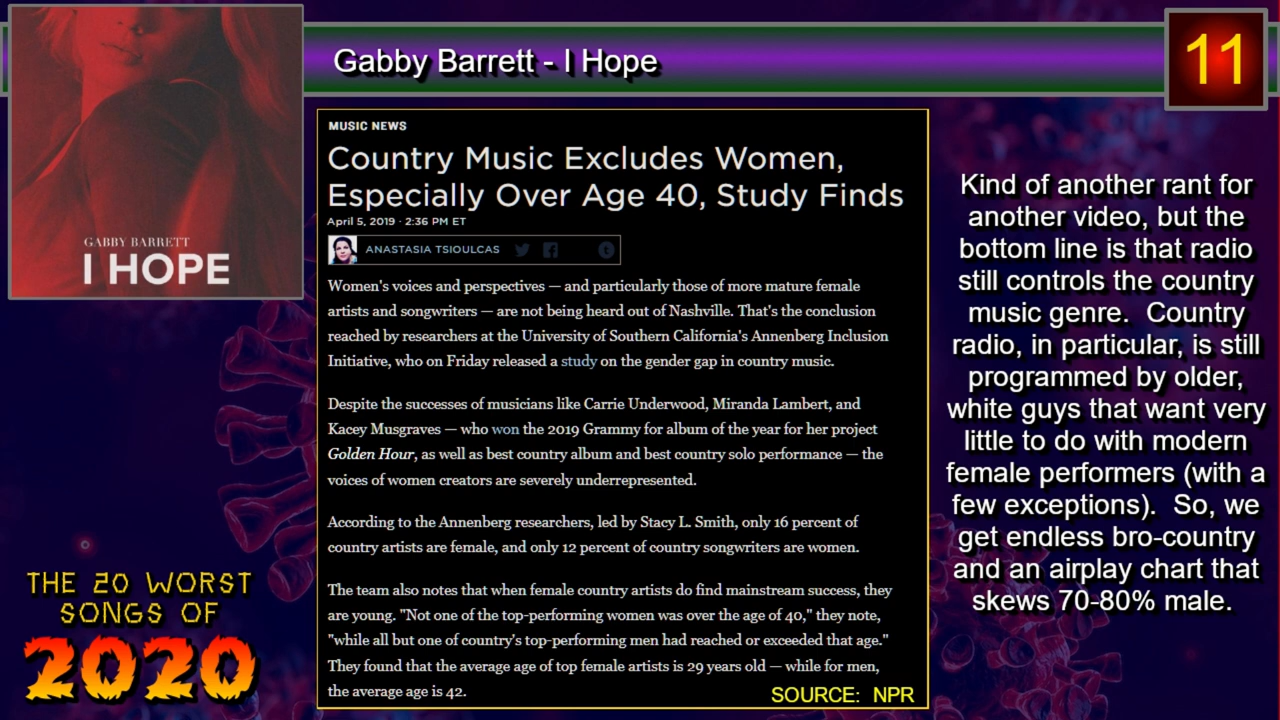 GABBY BARRETT
I HOPE
Gabby Barrett - I Hope
11
MUSIC NEWS
Country Music Excludes Women,
Especially Over Age 40, Study Finds
April 5, 2019 · 2:36 PM ET
ANASTASIA TSIOULCAS
Women's voices and perspectives — and particularly those of more mature female
artists and songwriters — are not being heard out of Nashville. That's the conclusion
reached by researchers at the University of Southern California's Annenberg Inclusion
Initiative, who on Friday released a study on the gender gap in country music.
Despite the successes of musicians like Carrie Underwood, Miranda Lambert, and
Kacey Musgraves — who won the 2019 Grammy for album of the year for her project
Golden Hour, as well as best country album and best country solo performance — the
voices of women creators are severely underrepresented.
According to the Annenberg researchers, led by Stacy L. Smith, only 16 percent of
country artists are female, and only 12 percent of country songwriters are women.
The team also notes that when female country artists do find mainstream success, they
are young. "Not one of the top-performing women was over the age of 40," they note,
"while all but one of country's top-performing men had reached or exceeded that age."
They found that the average age of top female artists is 29 years old — while for men,
the average age is 42.
SOURCE: NPR
Kind of another rant for
another video, but the
bottom line is that radio
still controls the country
music genre. Country
radio, in particular, is still
programmed by older,
white guys that want very
little to do with modern
female performers (with a
few exceptions). So, we
get endless bro-country
and an airplay chart that
skews 70-80% male.
THE 20 WORST
SONGS OF
2020